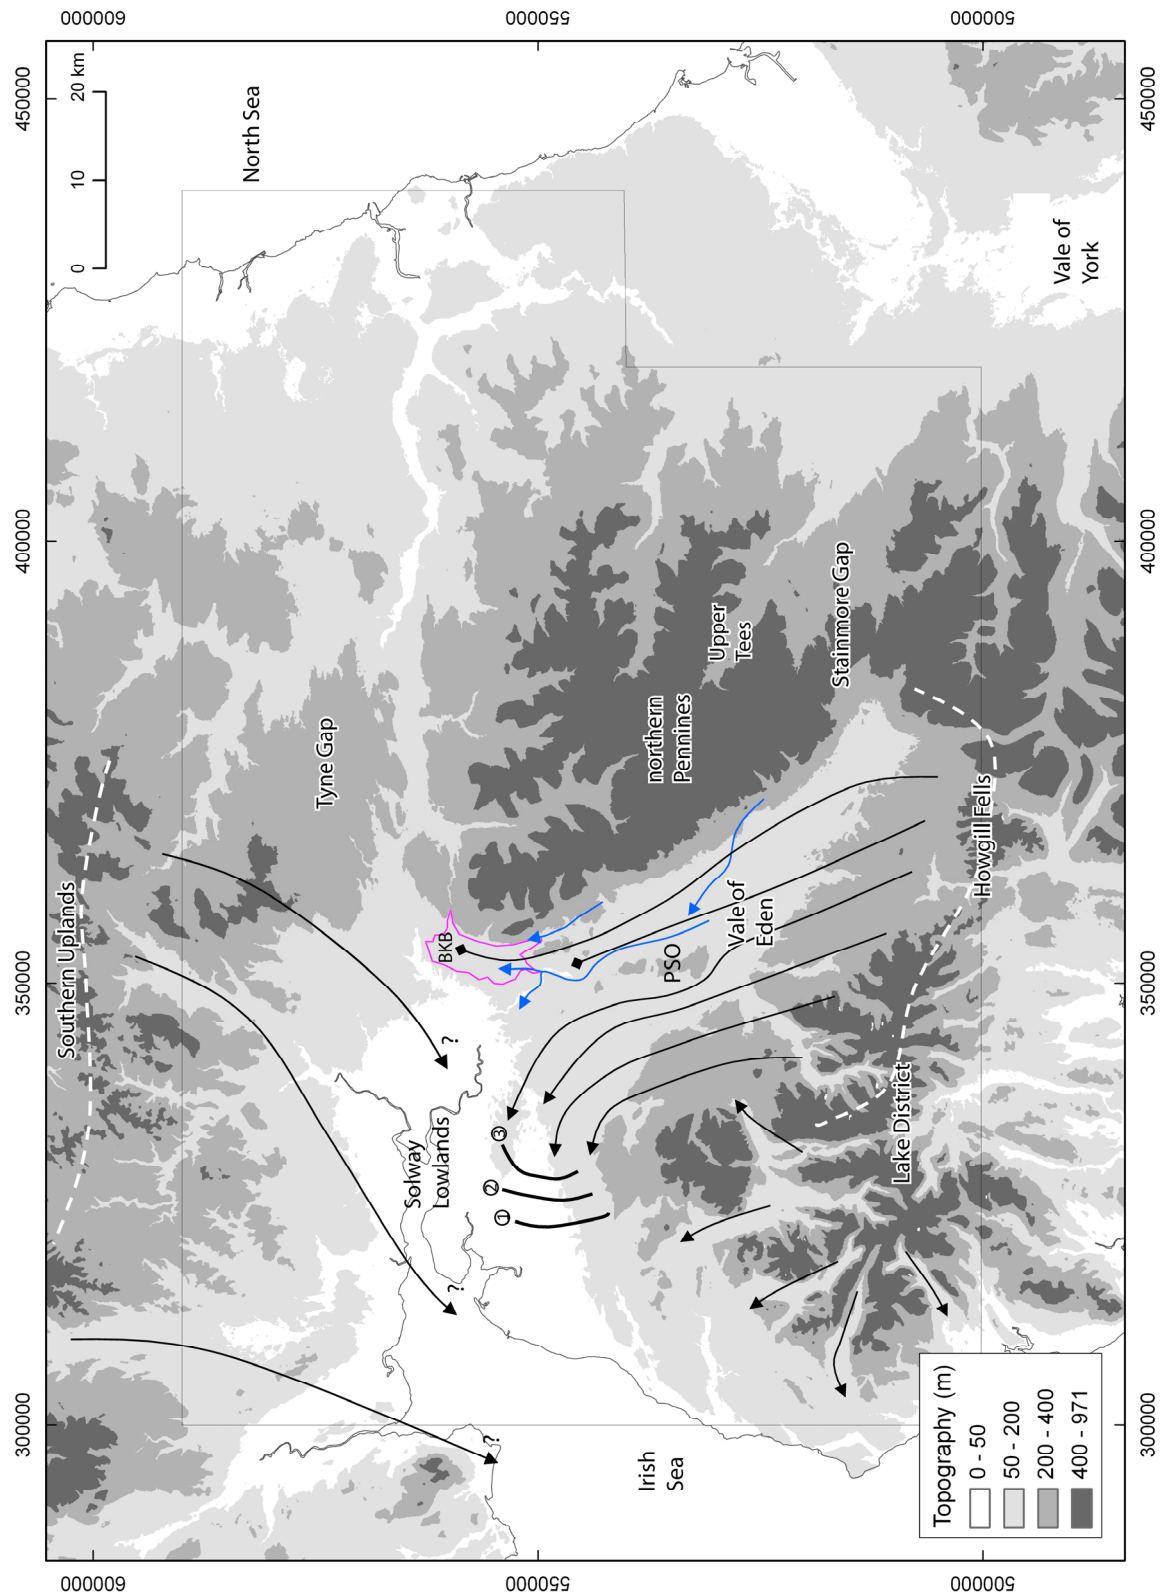 300000
350000
400000
450000
600000
600000
Southern Uplands
0
10
20 km
North Sea
Tyne Gap
?
?
?
Solway
Lowlands
BKB
550000
550000
1
2
3
Irish
Sea
PSO
northern
Pennines
Vale of
Eden
Upper
Tees
Stainmore Gap
Lake District
Howgill Fells
Vale of
York
500000
500000
Topography (m)
0 - 50
50 - 200
200 - 400
400 - 971
300000
350000
400000
450000